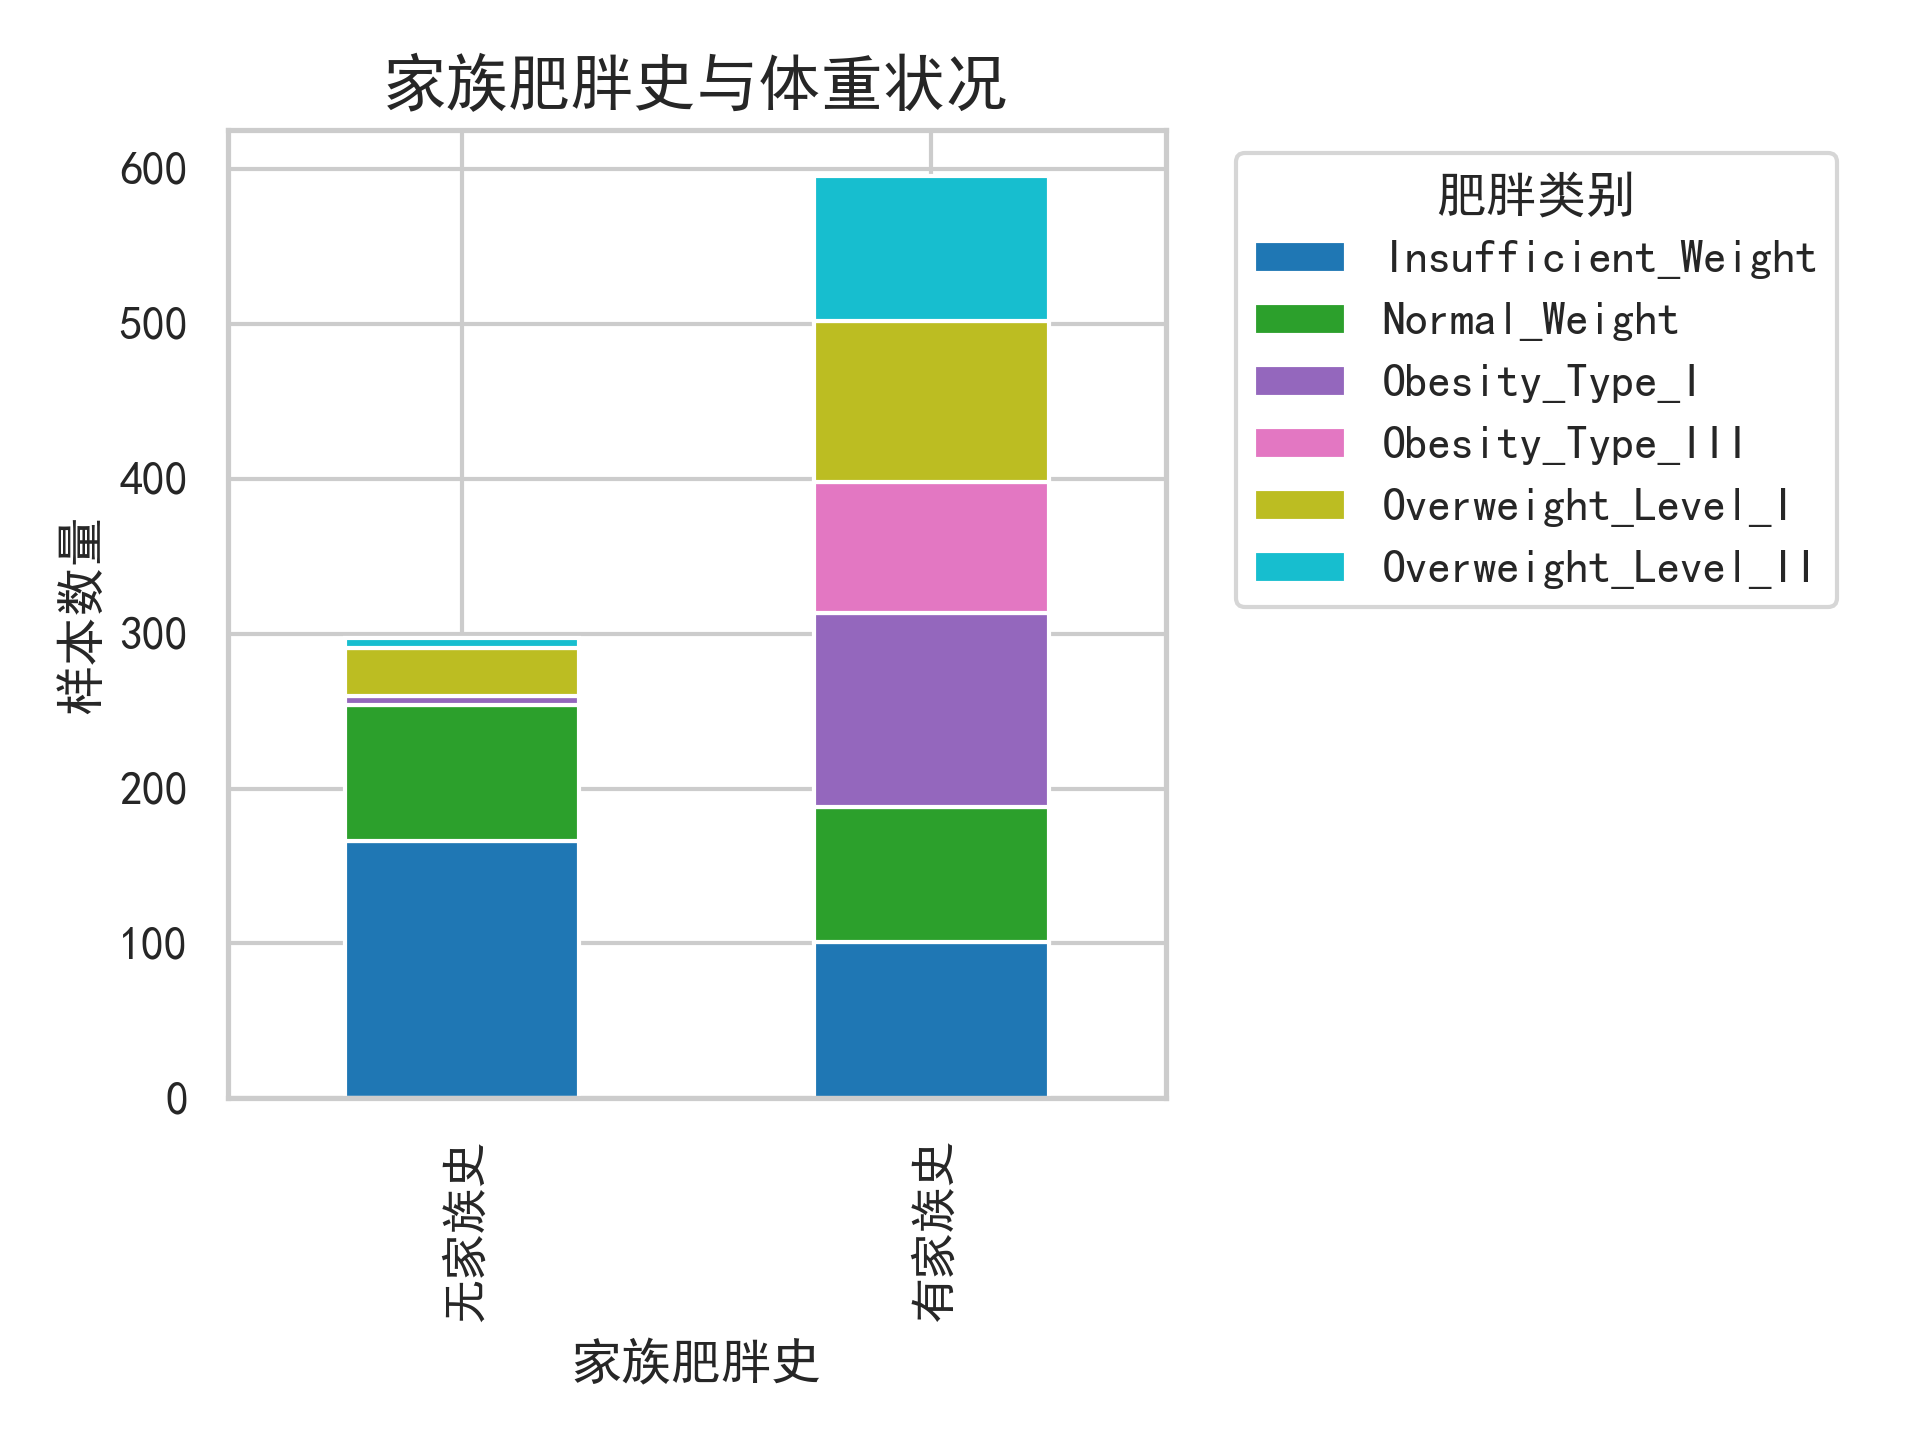 家族肥胖史与体重状况
600
500
400
300
200
100
0
样本数量
无家族史
有家族史
家族肥胖史
肥胖类别
Insufficient_Weight
Normal_Weight
Obesity_Type_I
Obesity_Type_III
Overweight_Level_I
Overweight_Level_II